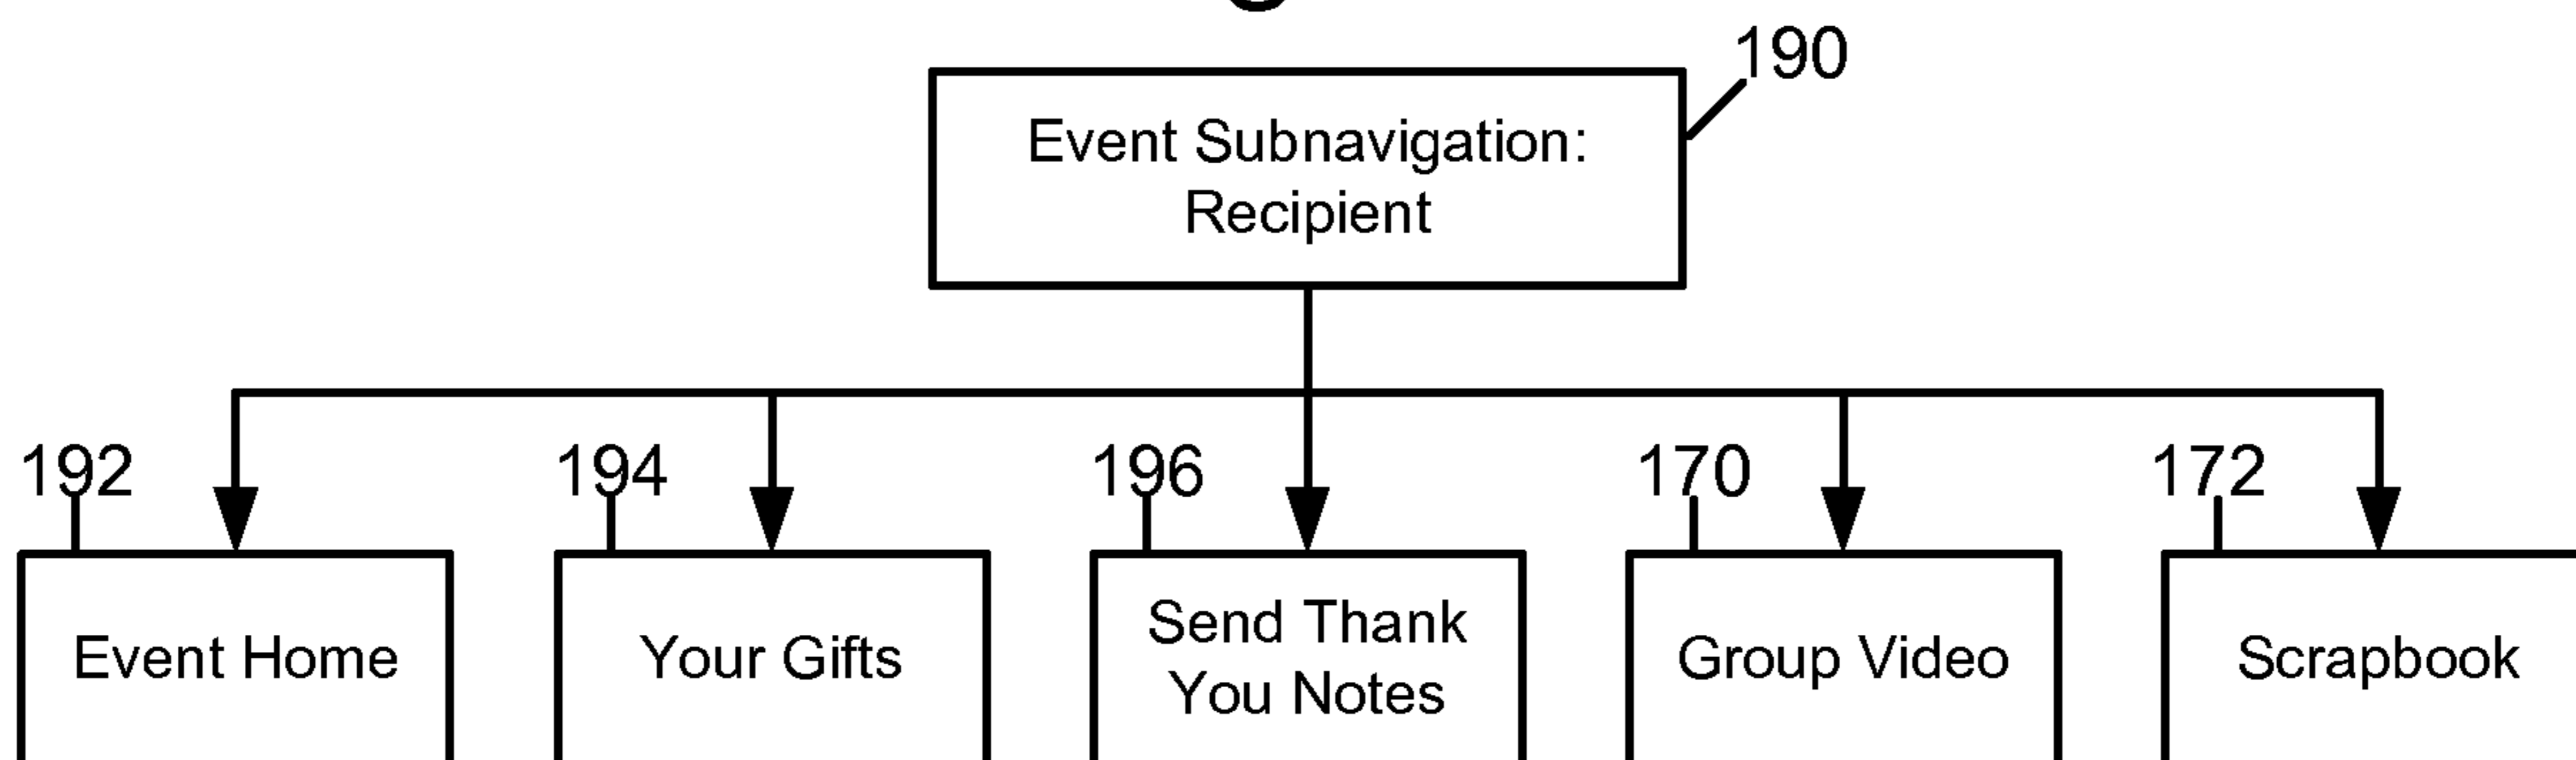 190
Event Subnavigation:
Recipient
192
194
196
170
172
Event Home
Your Gifts
Send Thank
You Notes
Group Video
Scrapbook